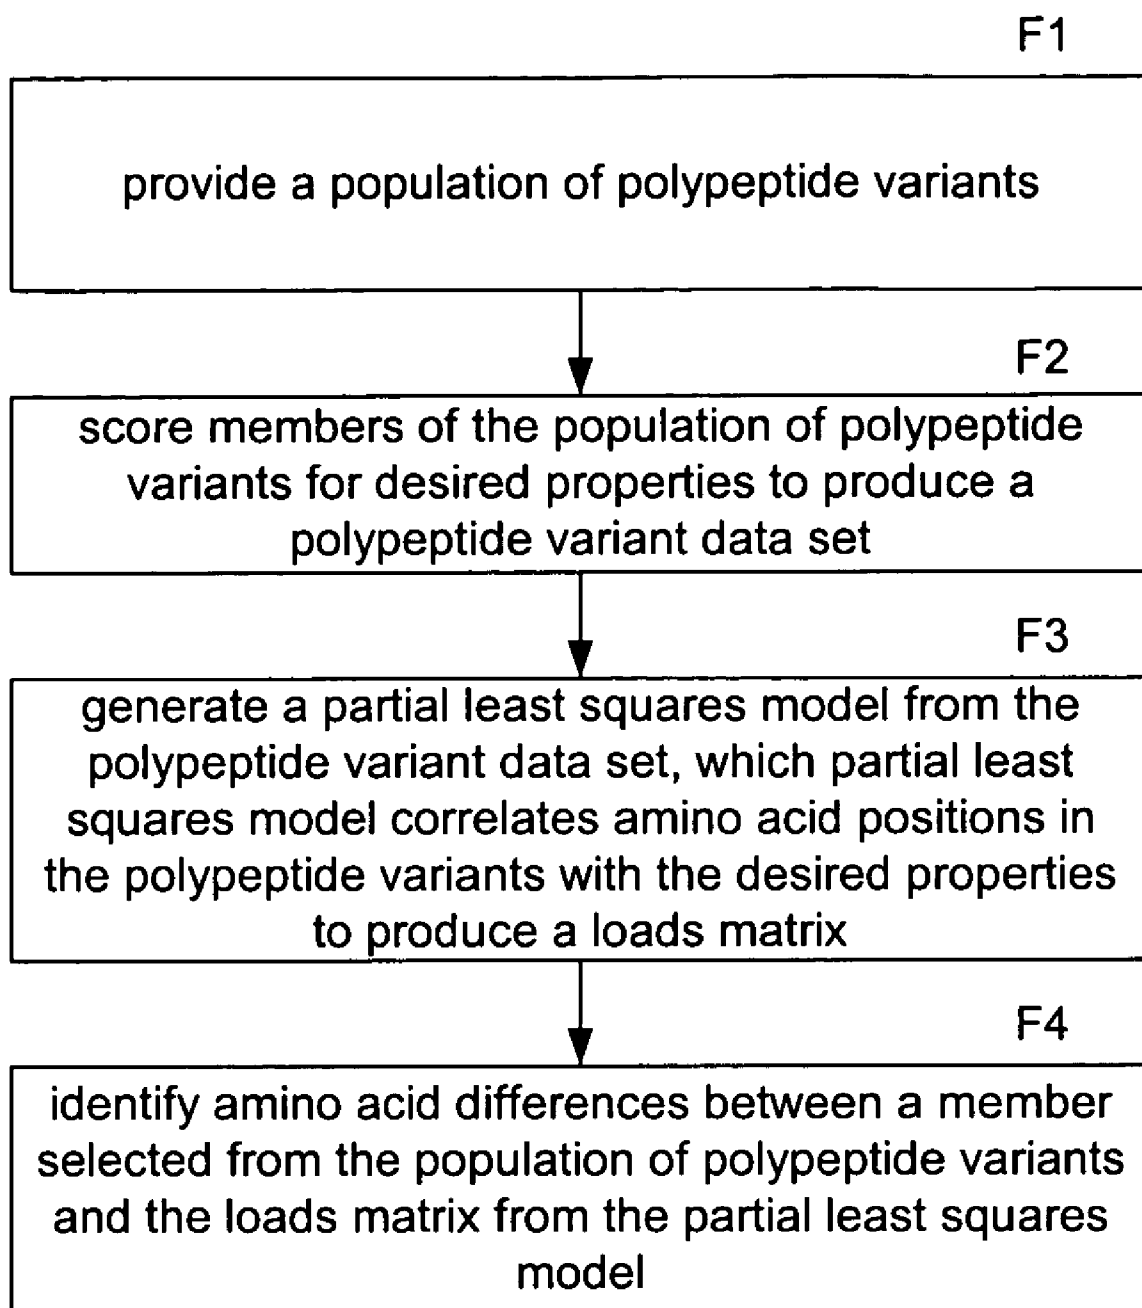 F1
provide a population of polypeptide variants
F2
score members of the population of polypeptide
variants for desired properties to produce a
polypeptide variant data set
F3
generate a partial least squares model from the
polypeptide variant data set, which partial least
squares model correlates amino acid positions in
the polypeptide variants with the desired properties
to produce a loads matrix
F4
identify amino acid differences between a member
selected from the population of polypeptide variants
and the loads matrix from the partial least squares
model